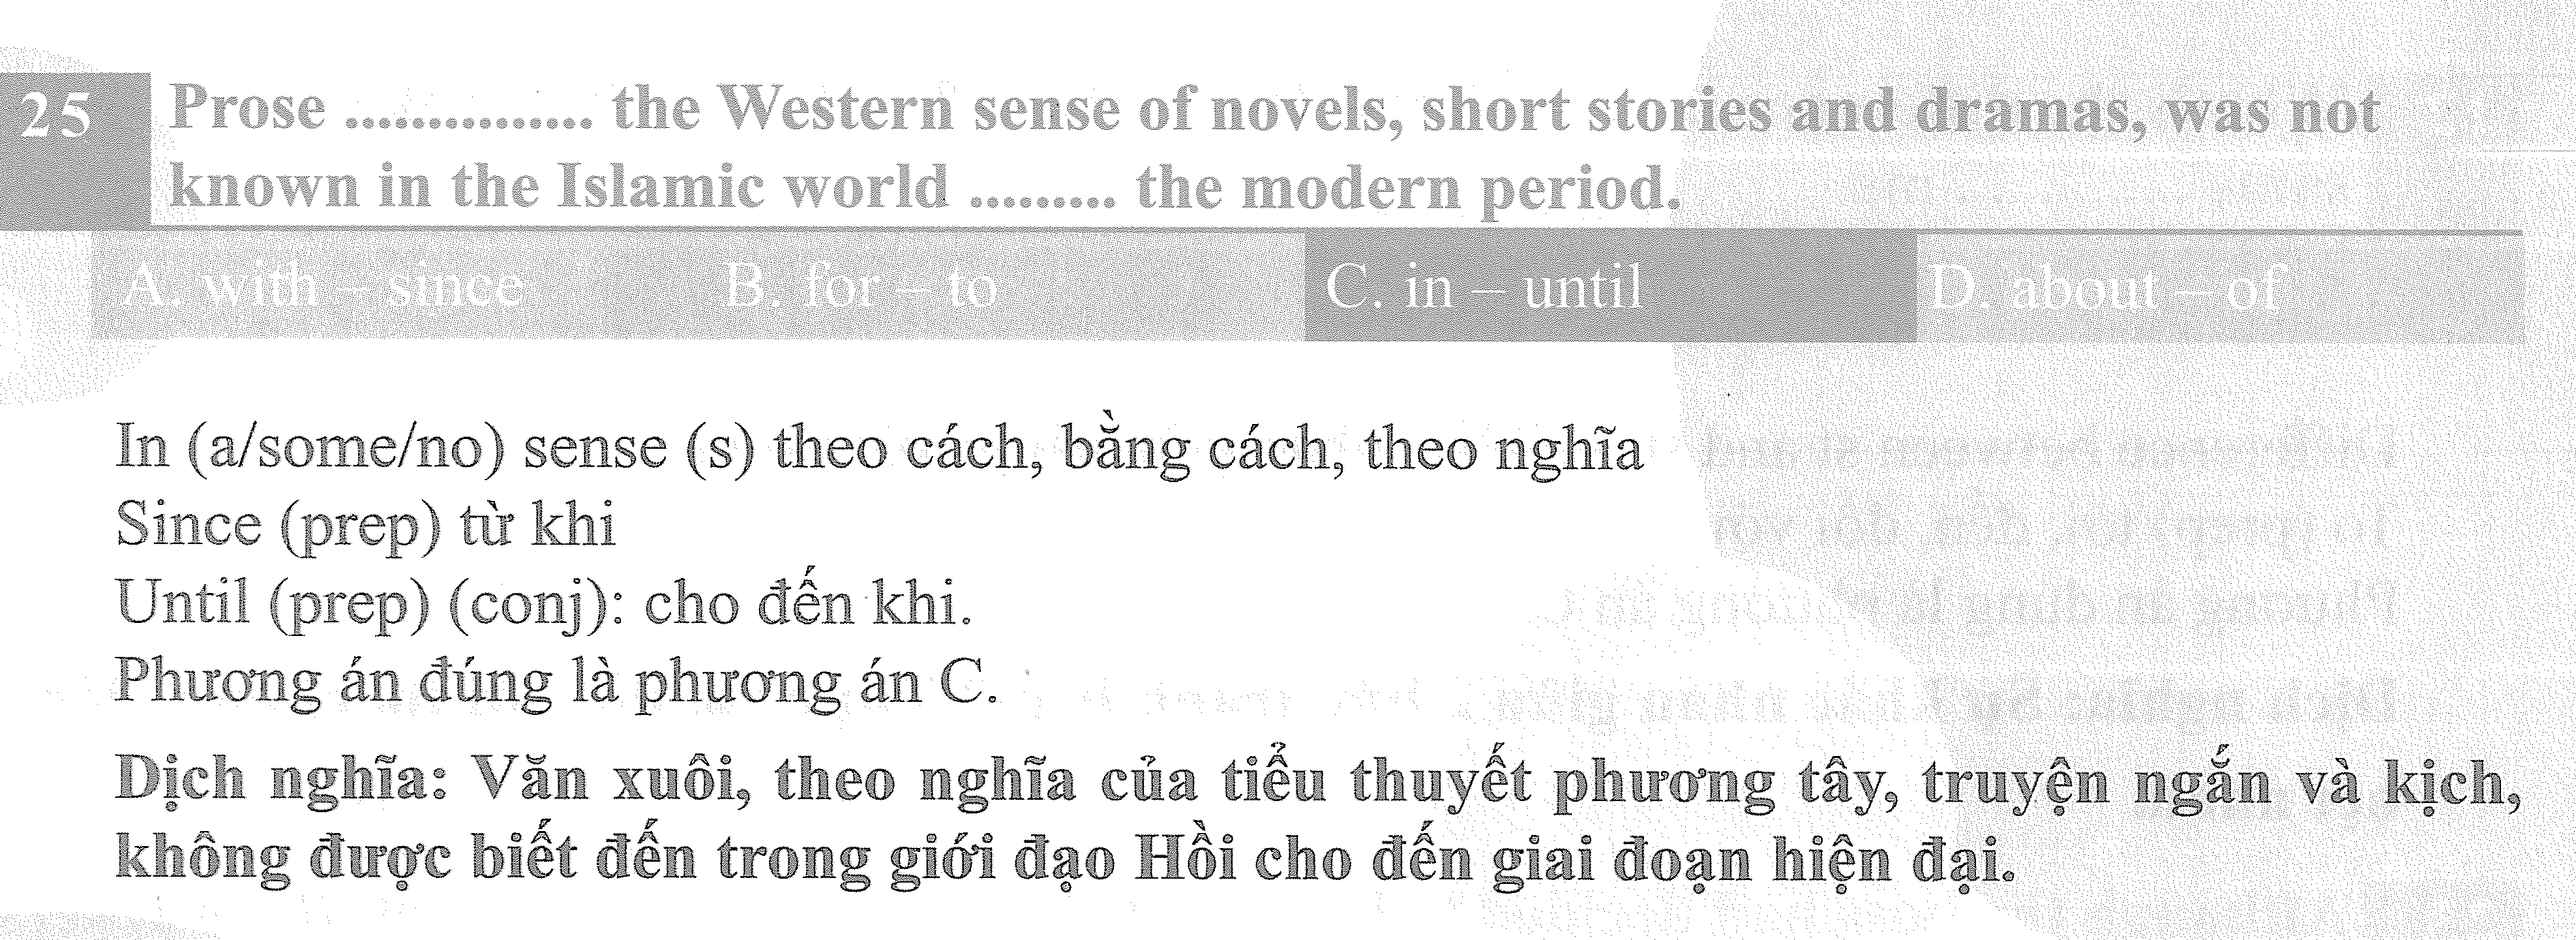 25
Prose ............... the Western sense of novels, short stories and dramas, was not
known in the Islamic world ......... the modern period.
A. with – since B. for – to C. in – until D. about – of
In (a/some/no) sense (s) theo cách, bằng cách, theo nghĩa
Since (prep) từ khi
Until (prep) (conj): cho đến khi.
Phương án đúng là phương án C.
Dịch nghĩa: Văn xuôi, theo nghĩa của tiểu thuyết phương tây, truyện ngắn và kịch,
không được biết đến trong giới đạo Hồi cho đến giai đoạn hiện đại.